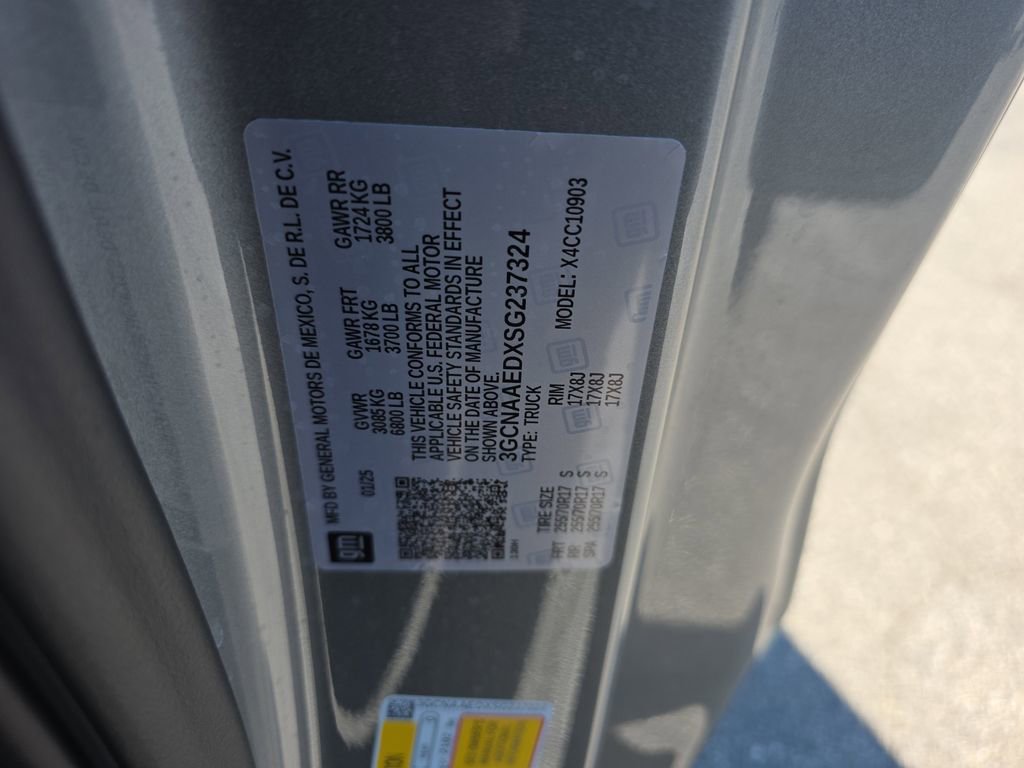 MFD BY GENERAL MOTORS DE MEXICO, S. DE R.L. DE C.V.
01/25 GVWR GAWR FRT GAWR RR
3085 KG 1678 KG 1724 KG
6800 LB 3700 LB 3800 LB
THIS VEHICLE CONFORMS TO ALL
APPLICABLE U.S. FEDERAL MOTOR
VEHICLE SAFETY STANDARDS IN EFFECT
ON THE DATE OF MANUFACTURE
SHOWN ABOVE.
3GCNAAEDXSG237324
TYPE: TRUCK
MODEL: X4CC10903
TIRE SIZE RIM
FRT 255/70R17 S 17X8J
RR 255/70R17 S 17X8J
SPA 255/70R17 S 17X8J
gm